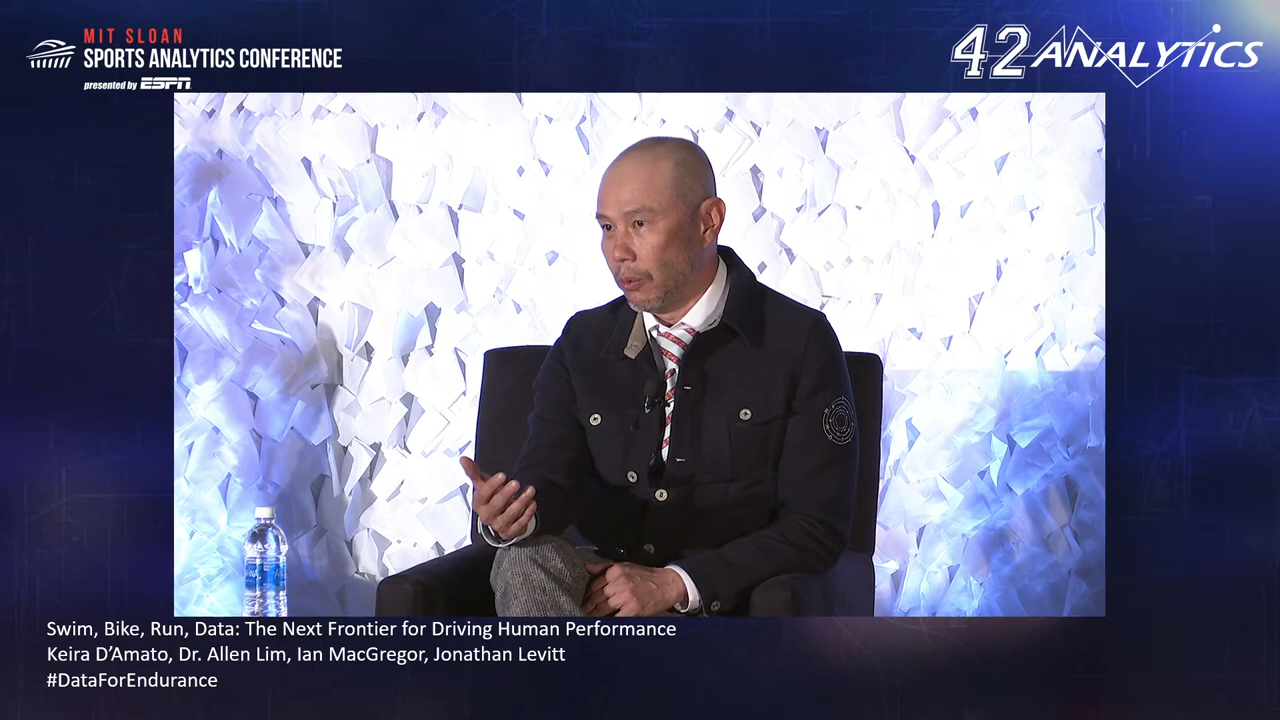 MIT SLOAN
SPORTS ANALYTICS CONFERENCE
presented by ESPN
42 ANALYTICS
Swim, Bike, Run, Data: The Next Frontier for Driving Human Performance
Keira D'Amato, Dr. Allen Lim, Ian MacGregor, Jonathan Levitt
#DataForEndurance